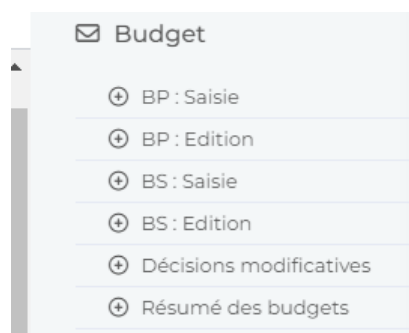 Budget
BP : Saisie
BP : Edition
BS : Saisie
BS : Edition
Décisions modificatives
Résumé des budgets